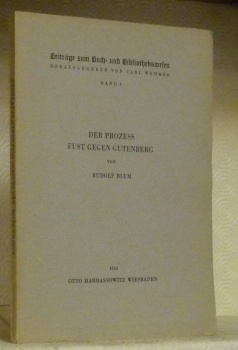 Beiträge zum Buch- und Bibliothekswesen
HERAUSGEGEBEN VON CARL WEHMER
BAND 2
DER PROZESS
FUST GEGEN GUTENBERG
VON
RUDOLF BLUM
OTTO HARRASSOWITZ WIESBADEN